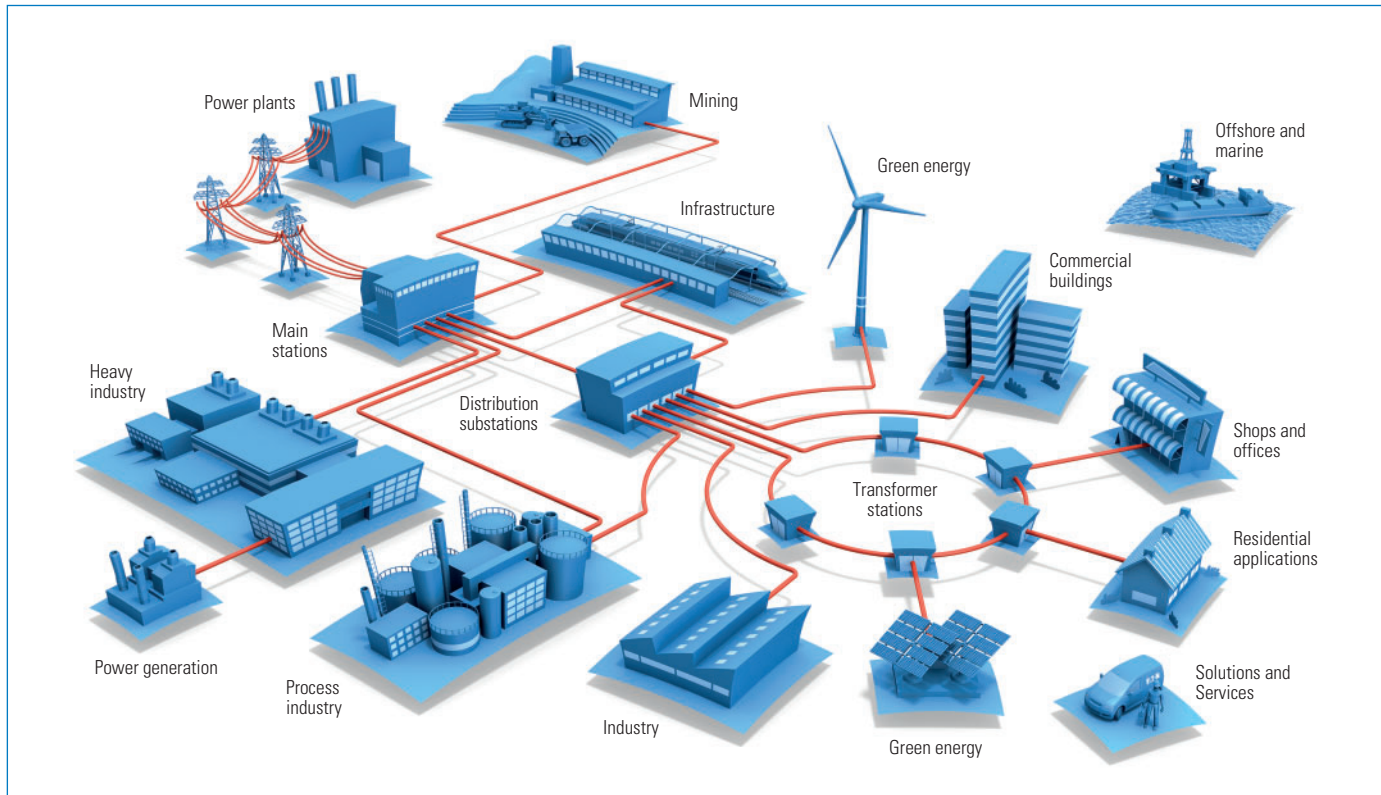 Power plants
Mining
Offshore and
marine
Green energy
Infrastructure
Commercial
buildings
Main
stations
Heavy
industry
Distribution
substations
Shops and
offices
Transformer
stations
Residential
applications
Power generation
Process
industry
Industry
Green energy
Solutions and
Services